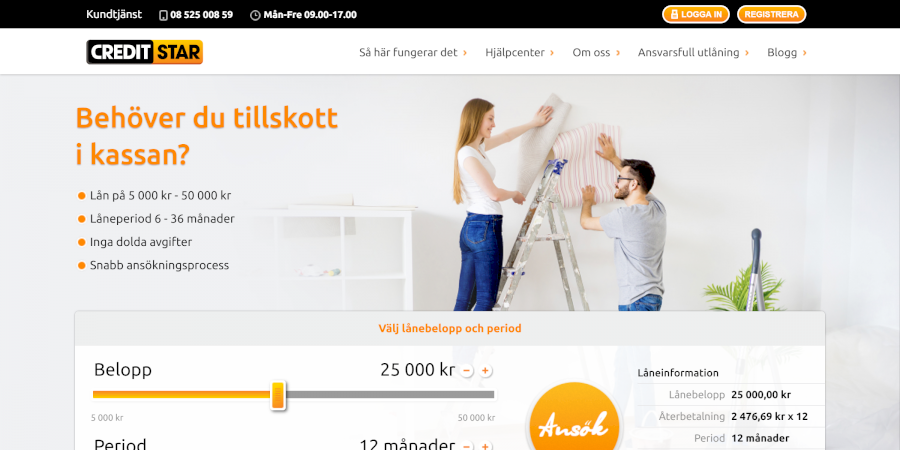 Kundtjänst 08 525 008 59 Mån-Fre 09.00-17.00 LOGGA IN REGISTRERA
CREDIT STAR Så här fungerar det Hjälpcenter Om oss Ansvarsfull utlåning Blogg
Behöver du tillskott
i kassan?
Lån på 5 000 kr - 50 000 kr
Låneperiod 6 - 36 månader
Inga dolda avgifter
Snabb ansökningsprocess
Välj lånebelopp och period
Belopp 25 000 kr − +
5 000 kr 50 000 kr
Period 12 månader − +
Ansök
Låneinformation
Lånebelopp 25 000,00 kr
Återbetalning 2 476,69 kr x 12
Period 12 månader